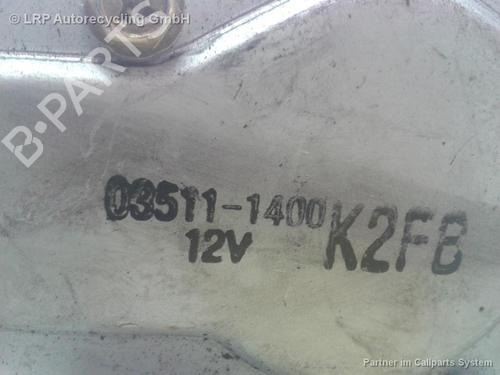 © LRP Autorecycling GmbH
B-PARTS
03511-1400
12V
K2FB
Partner im Callparts System